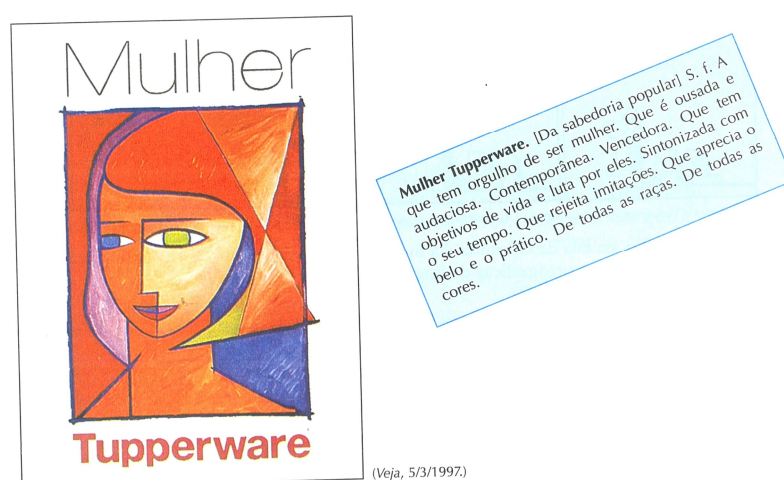 Mulher
Tupperware
Mulher Tupperware. [Da sabedoria popular] S. f. A
que tem orgulho de ser mulher. Que é ousada e
audaciosa. Contemporânea. Vencedora. Que tem
objetivos de vida e luta por eles. Sintonizada com
o seu tempo. Que rejeita imitações. Que aprecia o
belo e o prático. De todas as raças. De todas as
cores.
(Veja, 5/3/1997.)